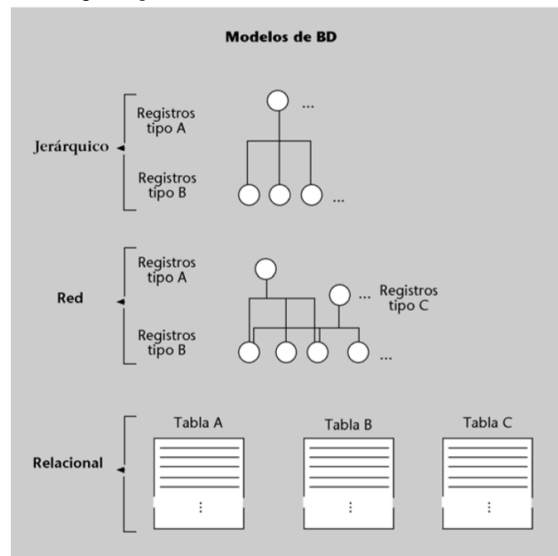 Modelos de BD
Jerárquico
Registros
tipo A
...
Registros
tipo B
...
Red
Registros
tipo A
... Registros
tipo C
Registros
tipo B
...
Relacional
Tabla A
Tabla B
Tabla C